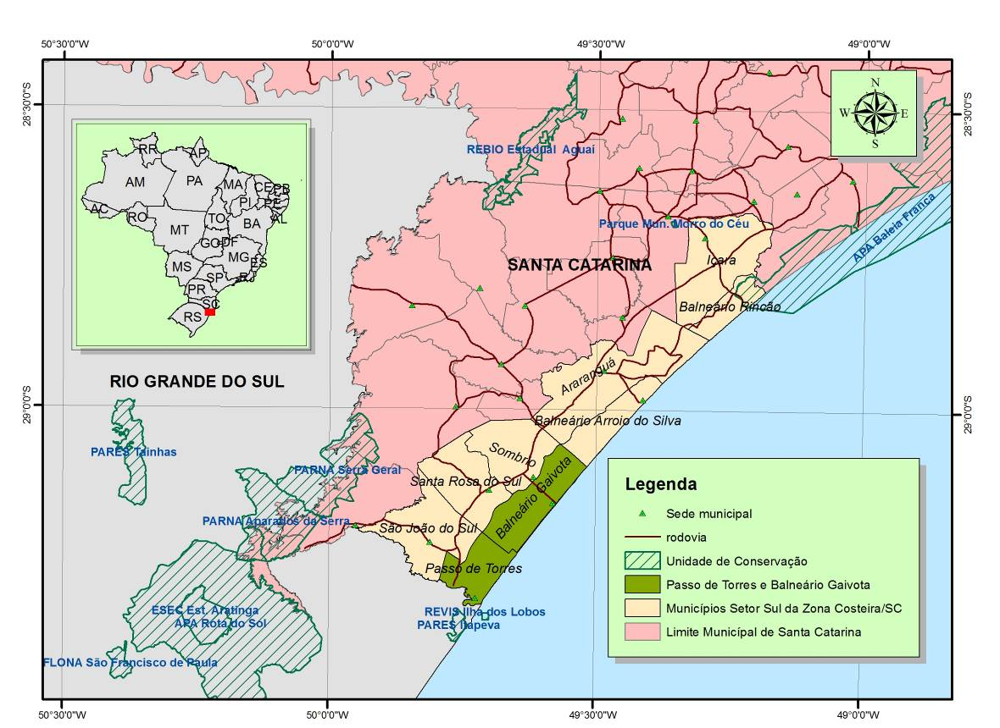 50°30'0"W 50°0'0"W 49°30'0"W 49°0'0"W
28°30'0"S
28°30'0"S
N
W E
S
RR
AP
AM
PA
MA
CE
PB
PI
PE
AC
AL
RO
TO
MT
BA
GO
DF
MG
MS
ES
SP
RJ
PR
SC
RS
REBIO Estadual Aguaí
Parque Mun. Morro do Céu
APA Baleia Franca
SANTA CATARINA
Içara
Balneário Rincão
RIO GRANDE DO SUL
Araranguá
29°0'0"S
29°0'0"S
Balneário Arroio do Silva
PARES Tainhas
Sombrio
PARNA Serra Geral
Santa Rosa do Sul
Balneário Gaivota
PARNA Aparados da Serra
São João do Sul
Passo de Torres
ESEC Est. Aratinga
APA Rota do Sol
REVIS Ilha dos Lobos
PARES Itapeva
FLONA São Francisco de Paula
Legenda
Sede municipal
rodovia
Unidade de Conservação
Passo de Torres e Balneário Gaivota
Municípios Setor Sul da Zona Costeira/SC
Limite Municípal de Santa Catarina
50°30'0"W 50°0'0"W 49°30'0"W 49°0'0"W